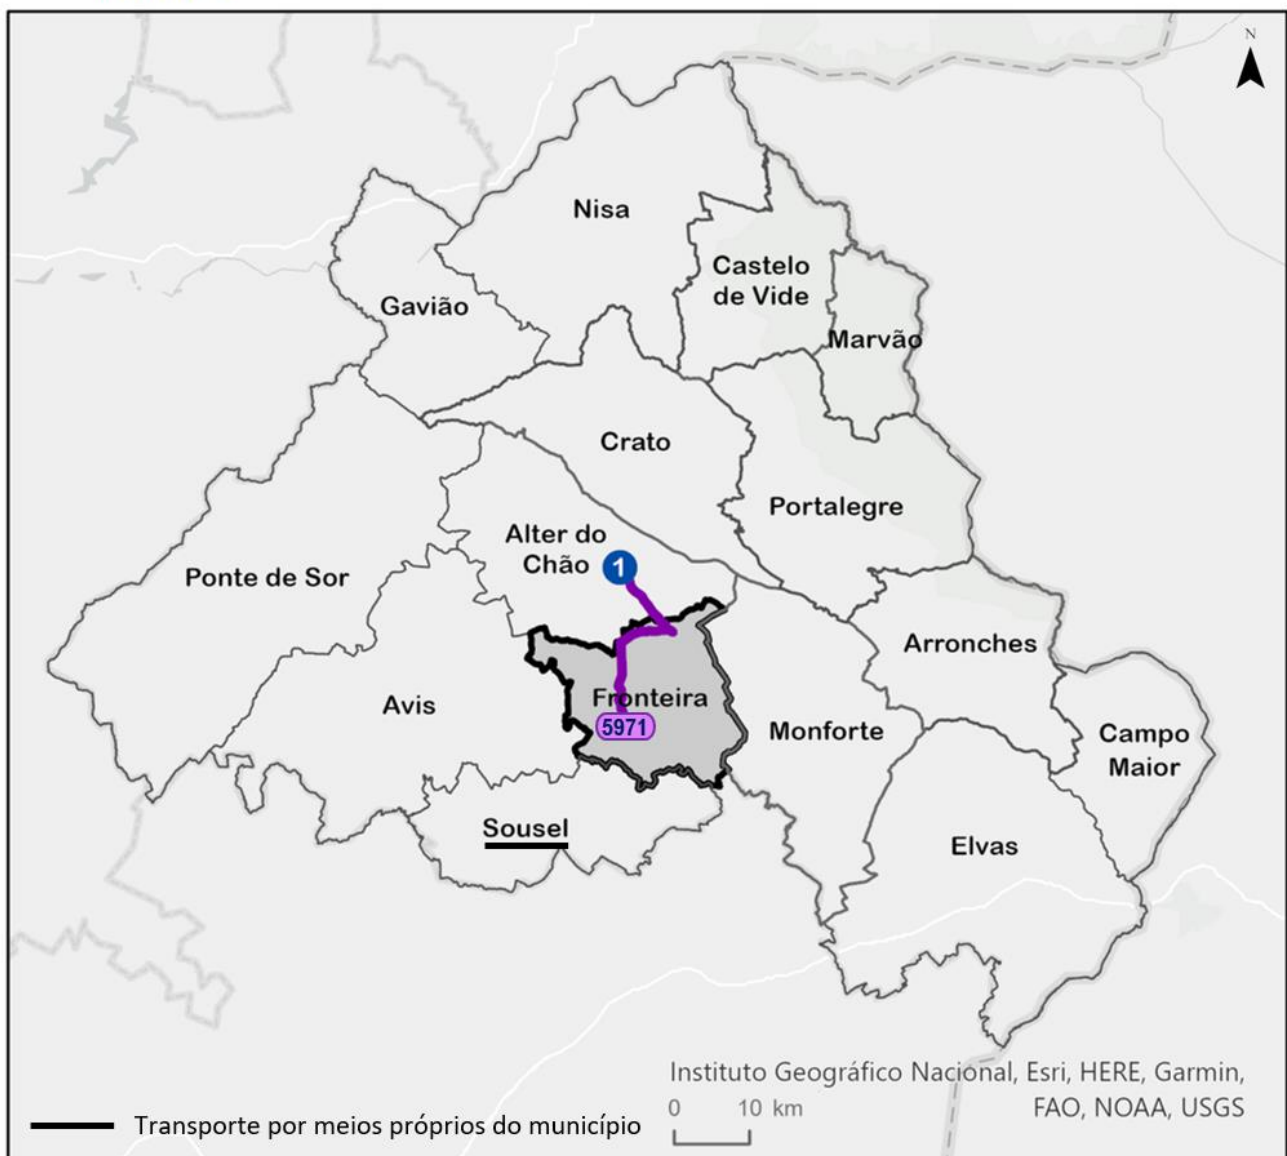 N
Nisa
Castelo
de Vide
Gavião
Marvão
Crato
Portalegre
Alter do
Chão
1
Ponte de Sor
Arronches
Fronteira
Avis
5971
Monforte
Campo
Maior
Sousel
Elvas
Instituto Geográfico Nacional, Esri, HERE, Garmin,
FAO, NOAA, USGS
0 10 km
Transporte por meios próprios do município